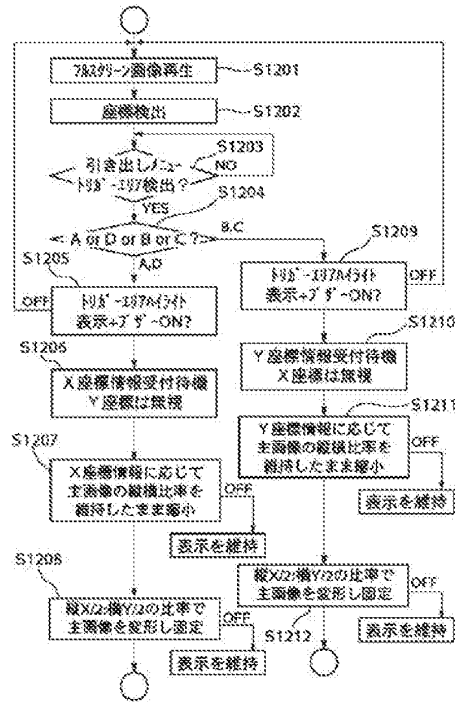 フルスクリーン画像再生
S1201
座標検出
S1202
引き出しメニュー
トリガーエリア検出?
S1203
NO
YES
S1204
A or D or B or C ?
B,C
A,D
S1205
トリガーエリアハイライト
表示+ブザーON?
OFF
S1206
X座標情報受付待機
Y座標は無視
S1207
X座標情報に応じて
主画像の縦横比率を
維持したまま縮小
OFF
表示を維持
S1208
縦X/2:横Y/2の比率で
主画像を変形し固定
OFF
表示を維持
S1209
トリガーエリアハイライト
表示+ブザーON?
OFF
S1210
Y座標情報受付待機
X座標は無視
S1211
Y座標情報に応じて
主画像の縦横比率を
維持したまま縮小
OFF
表示を維持
縦X/2:横Y/2の比率で
主画像を変形し固定
OFF
S1212
表示を維持